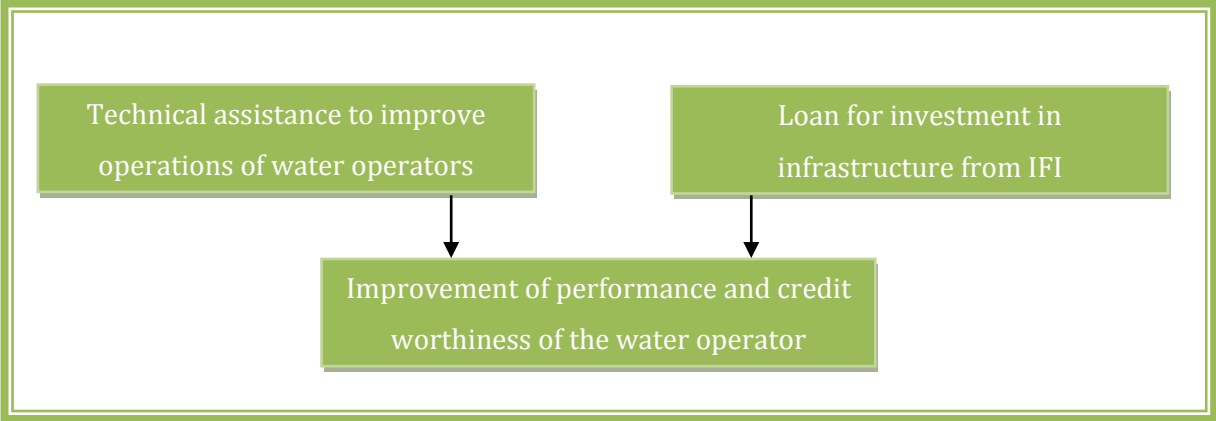 Technical assistance to improve
operations of water operators
Loan for investment in
infrastructure from IFI
Improvement of performance and credit
worthiness of the water operator